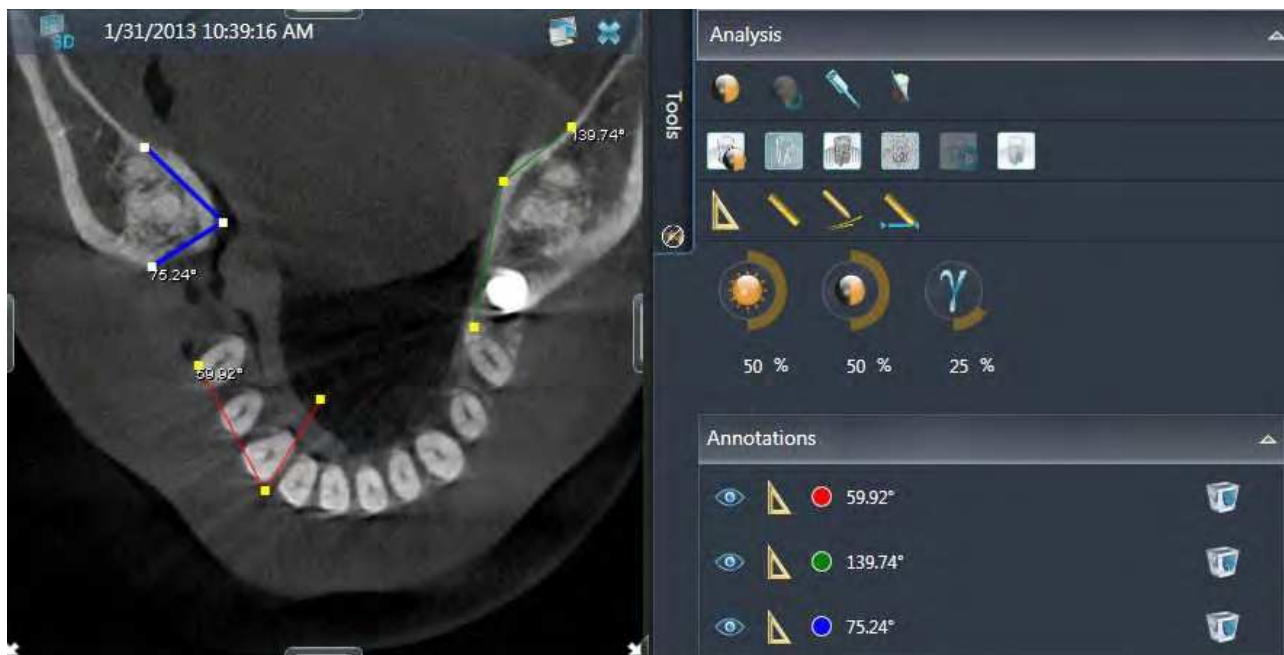 3D
1/31/2013 10:39:16 AM
139.74°
75.24°
59.92°
Tools
Analysis
γ
50 %
50 %
25 %
Annotations
59.92°
139.74°
75.24°